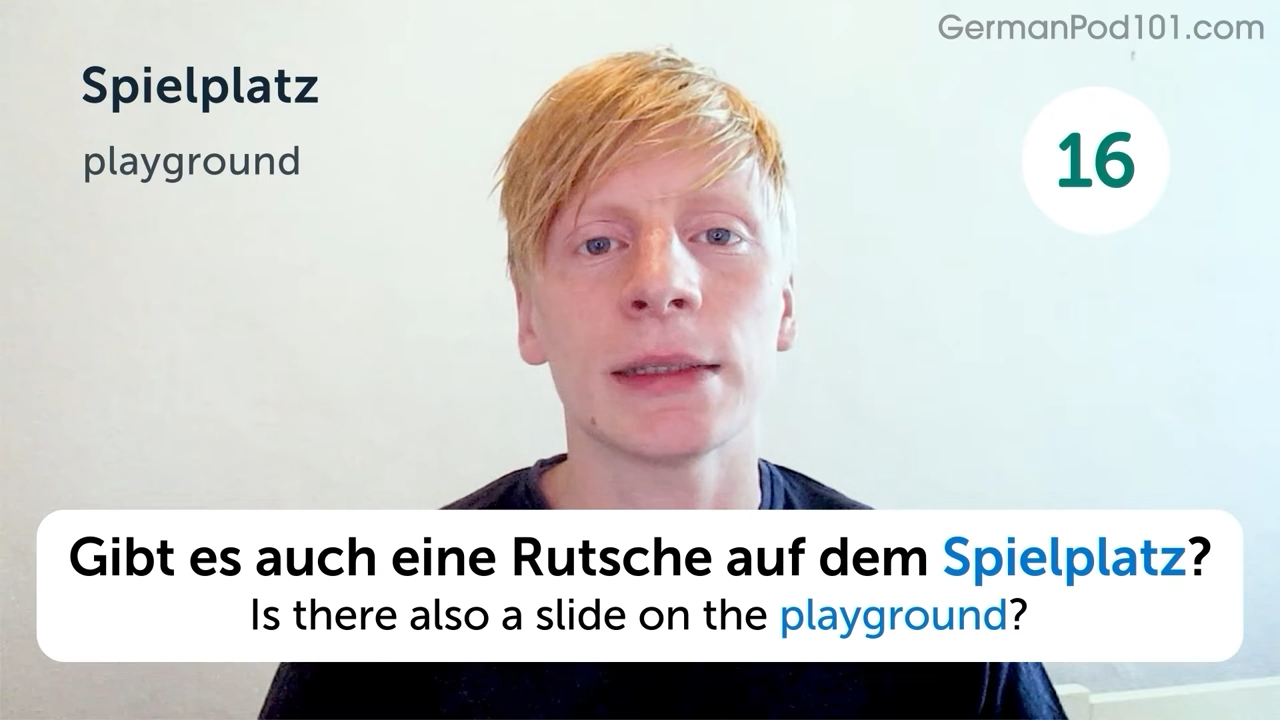 GermanPod101.com
Spielplatz
playground
16
Gibt es auch eine Rutsche auf dem Spielplatz?
Is there also a slide on the playground?